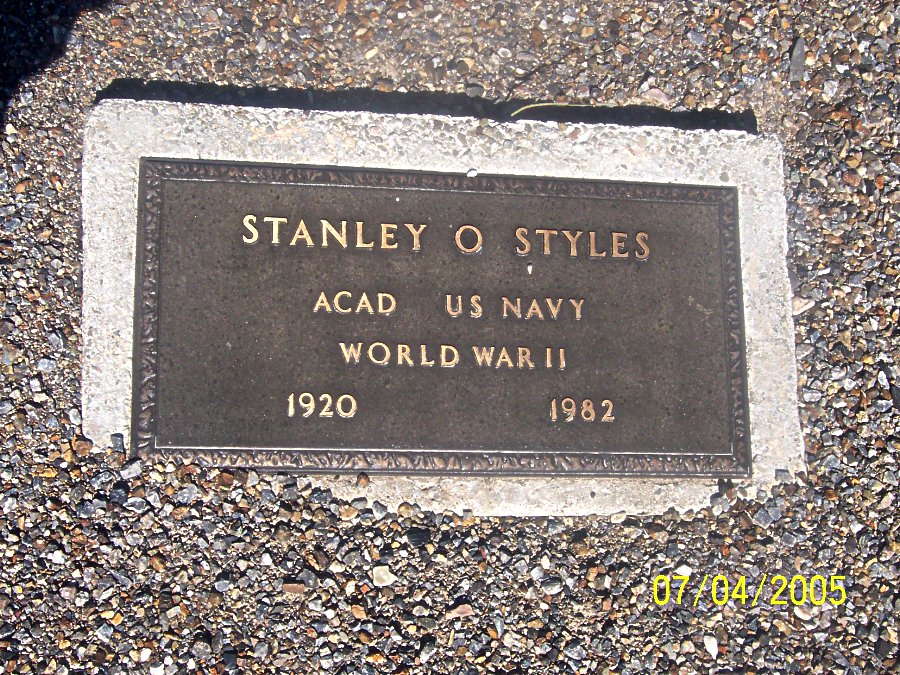 STANLEY O STYLES
ACAD US NAVY
WORLD WAR II
1920 1982
07/04/2005